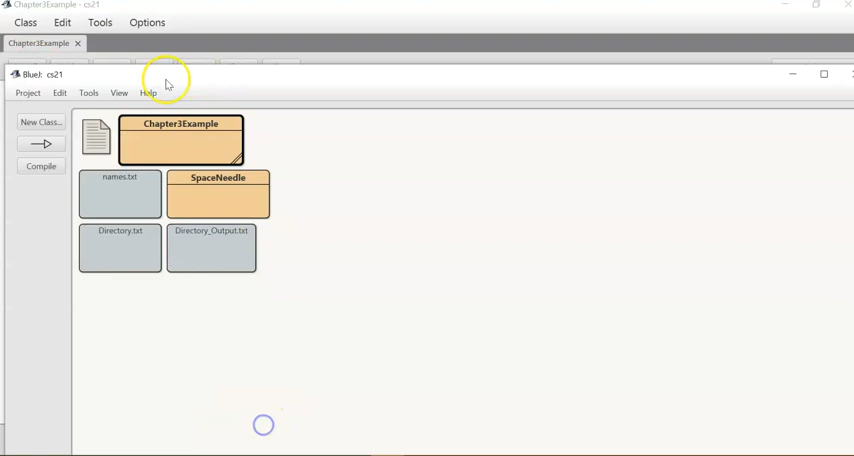 Chapter3Example - cs21
Class Edit Tools Options
Chapter3Example
BlueJ: cs21
Project Edit Tools View Help
New Class...
Compile
Chapter3Example
names.txt
SpaceNeedle
Directory.txt
Directory_Output.txt